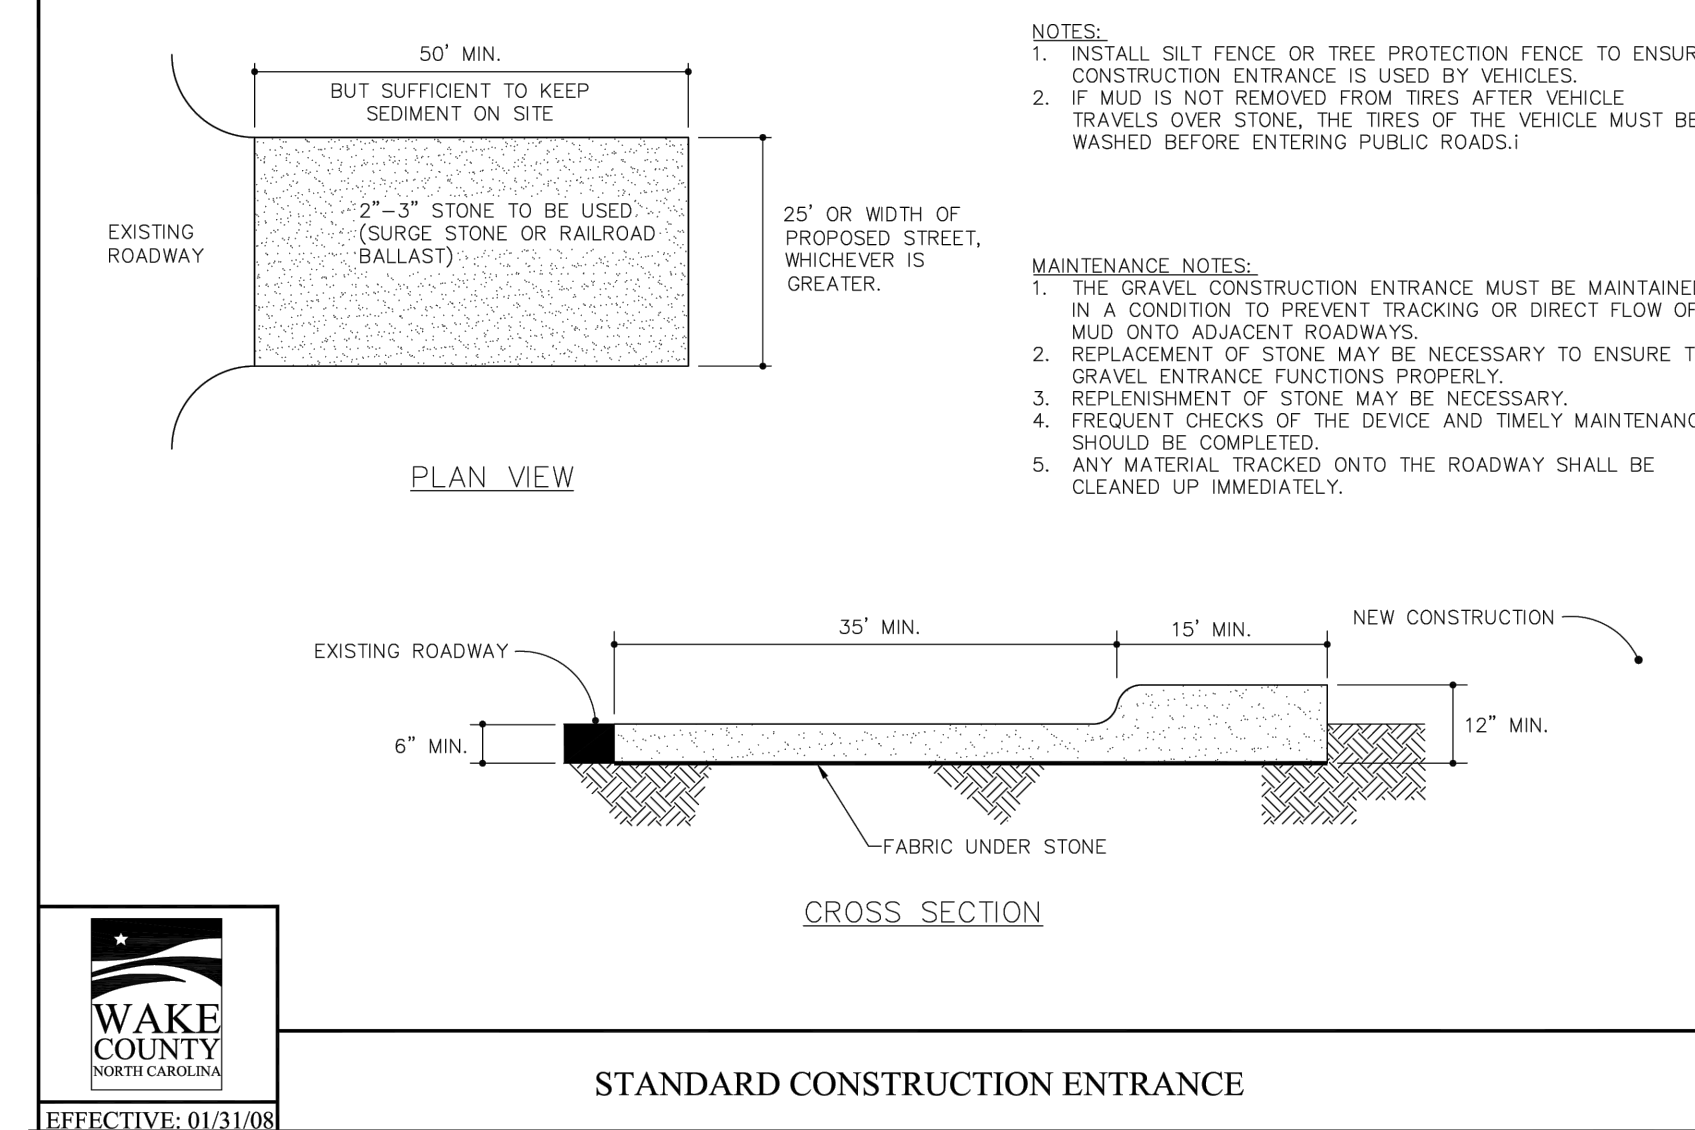 50' MIN.
BUT SUFFICIENT TO KEEP
SEDIMENT ON SITE
EXISTING
ROADWAY
2"–3" STONE TO BE USED
(SURGE STONE OR RAILROAD
BALLAST)
25' OR WIDTH OF
PROPOSED STREET,
WHICHEVER IS
GREATER.
PLAN VIEW
NOTES:
1. INSTALL SILT FENCE OR TREE PROTECTION FENCE TO ENSUR
CONSTRUCTION ENTRANCE IS USED BY VEHICLES.
2. IF MUD IS NOT REMOVED FROM TIRES AFTER VEHICLE
TRAVELS OVER STONE, THE TIRES OF THE VEHICLE MUST BE
WASHED BEFORE ENTERING PUBLIC ROADS.i
MAINTENANCE NOTES:
1. THE GRAVEL CONSTRUCTION ENTRANCE MUST BE MAINTAINED
IN A CONDITION TO PREVENT TRACKING OR DIRECT FLOW OF
MUD ONTO ADJACENT ROADWAYS.
2. REPLACEMENT OF STONE MAY BE NECESSARY TO ENSURE T
GRAVEL ENTRANCE FUNCTIONS PROPERLY.
3. REPLENISHMENT OF STONE MAY BE NECESSARY.
4. FREQUENT CHECKS OF THE DEVICE AND TIMELY MAINTENANC
SHOULD BE COMPLETED.
5. ANY MATERIAL TRACKED ONTO THE ROADWAY SHALL BE
CLEANED UP IMMEDIATELY.
EXISTING ROADWAY
35' MIN.
15' MIN.
NEW CONSTRUCTION
6" MIN.
12" MIN.
FABRIC UNDER STONE
CROSS SECTION
WAKE
COUNTY
NORTH CAROLINA
EFFECTIVE: 01/31/08
STANDARD CONSTRUCTION ENTRANCE